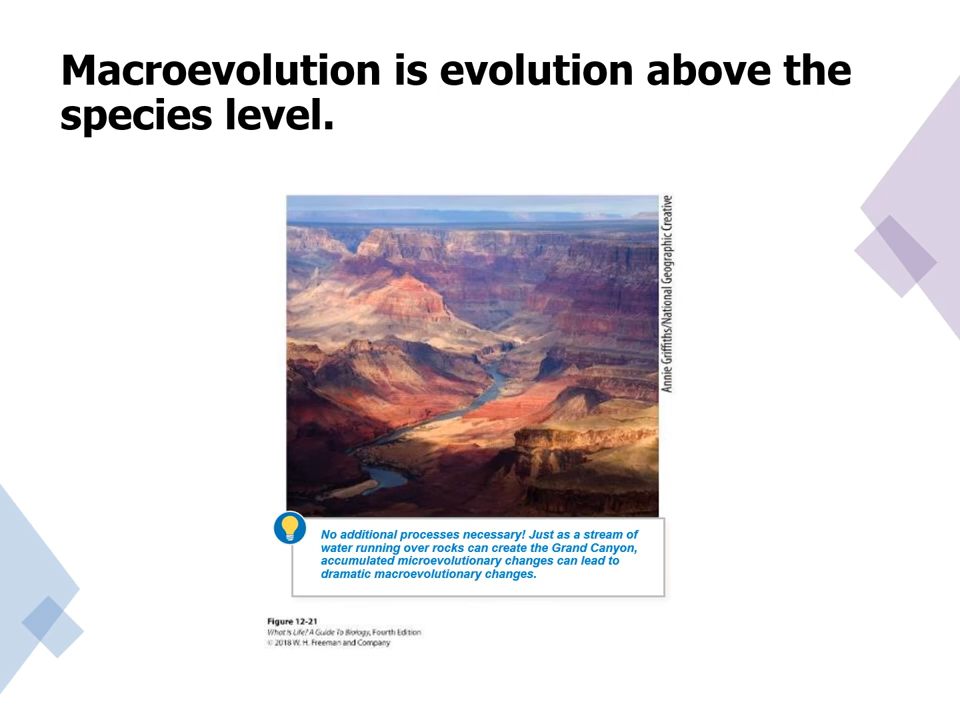 Macroevolution is evolution above the
species level.
Annie Griffiths/National Geographic Creative
No additional processes necessary! Just as a stream of
water running over rocks can create the Grand Canyon,
accumulated microevolutionary changes can lead to
dramatic macroevolutionary changes.
Figure 12-21
What Is Life? A Guide To Biology, Fourth Edition
© 2018 W. H. Freeman and Company